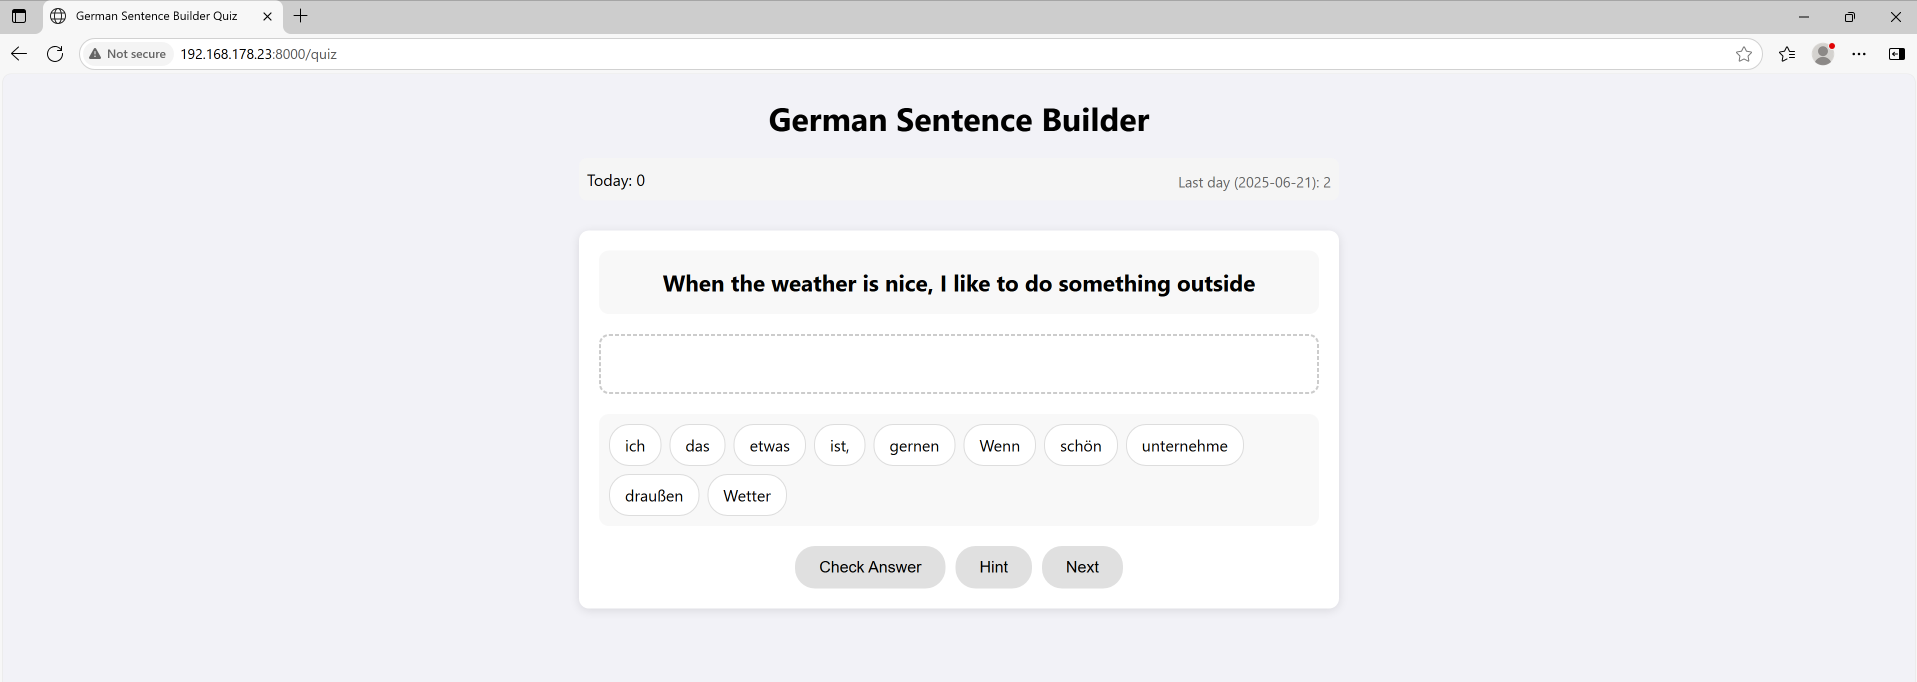 German Sentence Builder Quiz
Not secure 192.168.178.23:8000/quiz
German Sentence Builder
Today: 0 Last day (2025-06-21): 2
When the weather is nice, I like to do something outside
ich das etwas ist, gernen Wenn schön unternehme
draußen Wetter
Check Answer Hint Next